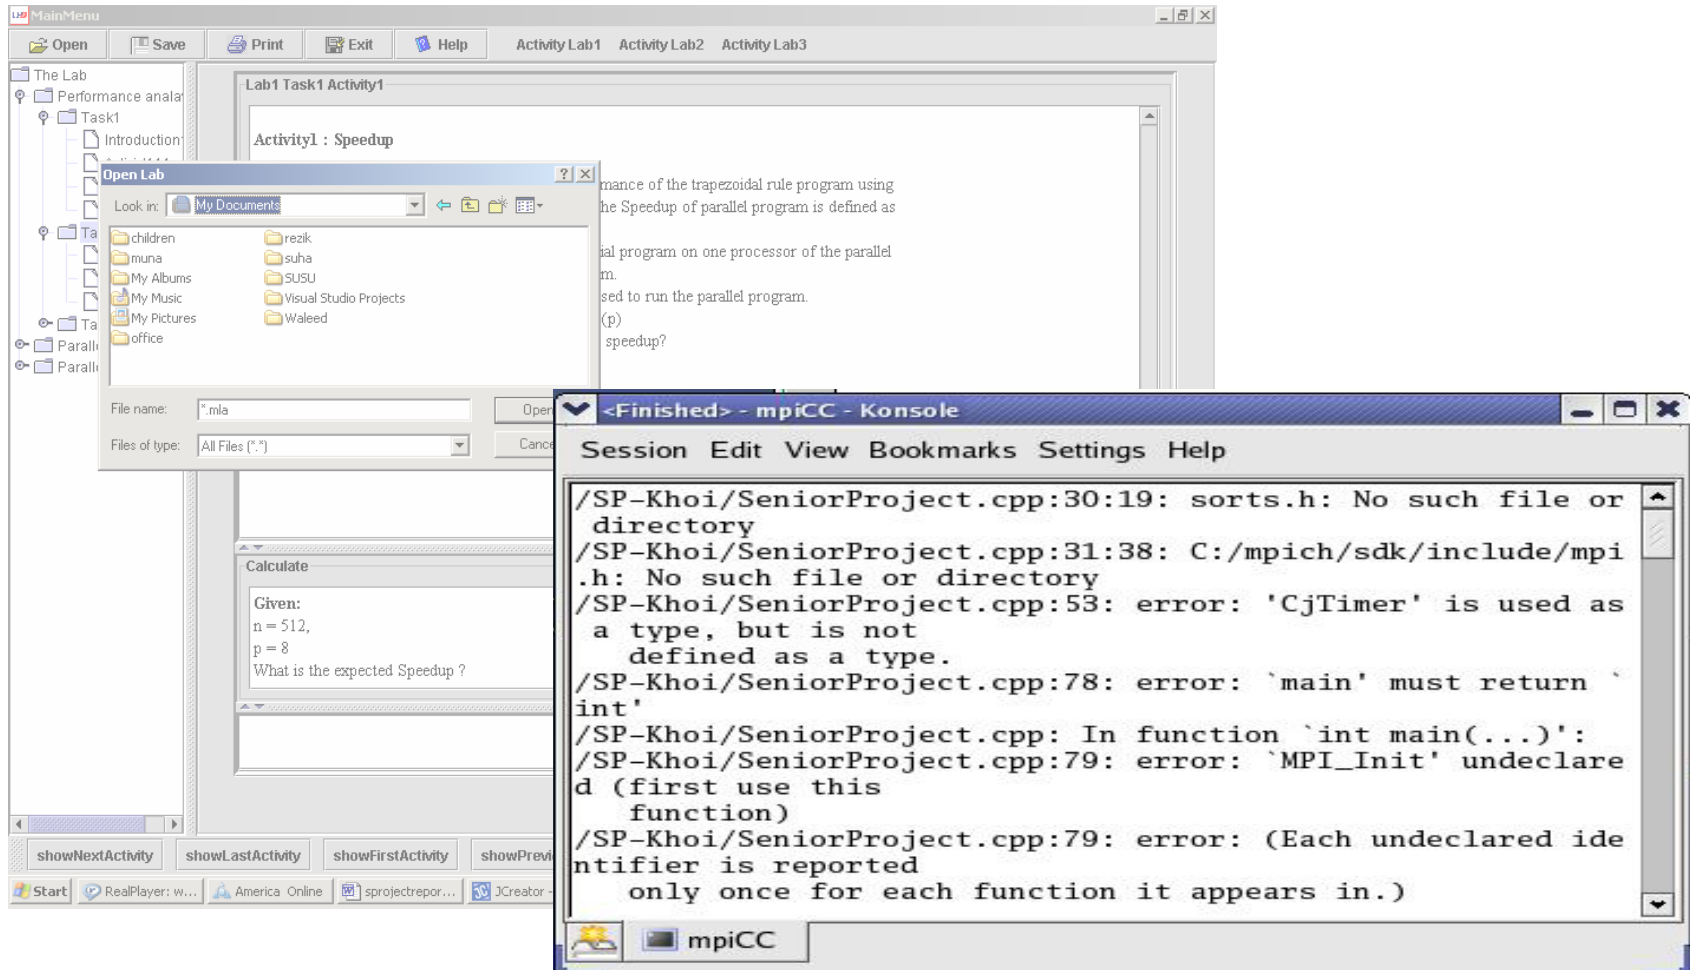 MainMenu
Open Save Print Exit Help Activity Lab1 Activity Lab2 Activity Lab3
The Lab
Performance anala
Task1
Introduction
Lab1 Task1 Activity1
Activity1 : Speedup
mance of the trapezoidal rule program using
he Speedup of parallel program is defined as
ial program on one processor of the parallel
m.
sed to run the parallel program.
(p)
speedup?
Ta
Ta
Parall
Parall
Open Lab
Look in: My Documents
children rezik
muna suha
My Albums SUSU
My Music Visual Studio Projects
My Pictures Waleed
office
File name: *.mla Open
Files of type: All Files (*.*) Cance
Calculate
Given:
n = 512,
p = 8
What is the expected Speedup ?
showNextActivity showLastActivity showFirstActivity showPrevi
Start RealPlayer: w... America Online sprojectrepor... JCreator -
<Finished> - mpiCC - Konsole
Session Edit View Bookmarks Settings Help
/SP-Khoi/SeniorProject.cpp:30:19: sorts.h: No such file or
directory
/SP-Khoi/SeniorProject.cpp:31:38: C:/mpich/sdk/include/mpi
.h: No such file or directory
/SP-Khoi/SeniorProject.cpp:53: error: 'CjTimer' is used as
a type, but is not
defined as a type.
/SP-Khoi/SeniorProject.cpp:78: error: `main' must return `
int'
/SP-Khoi/SeniorProject.cpp: In function `int main(...)':
/SP-Khoi/SeniorProject.cpp:79: error: `MPI_Init' undeclare
d (first use this
function)
/SP-Khoi/SeniorProject.cpp:79: error: (Each undeclared ide
ntifier is reported
only once for each function it appears in.)
mpiCC